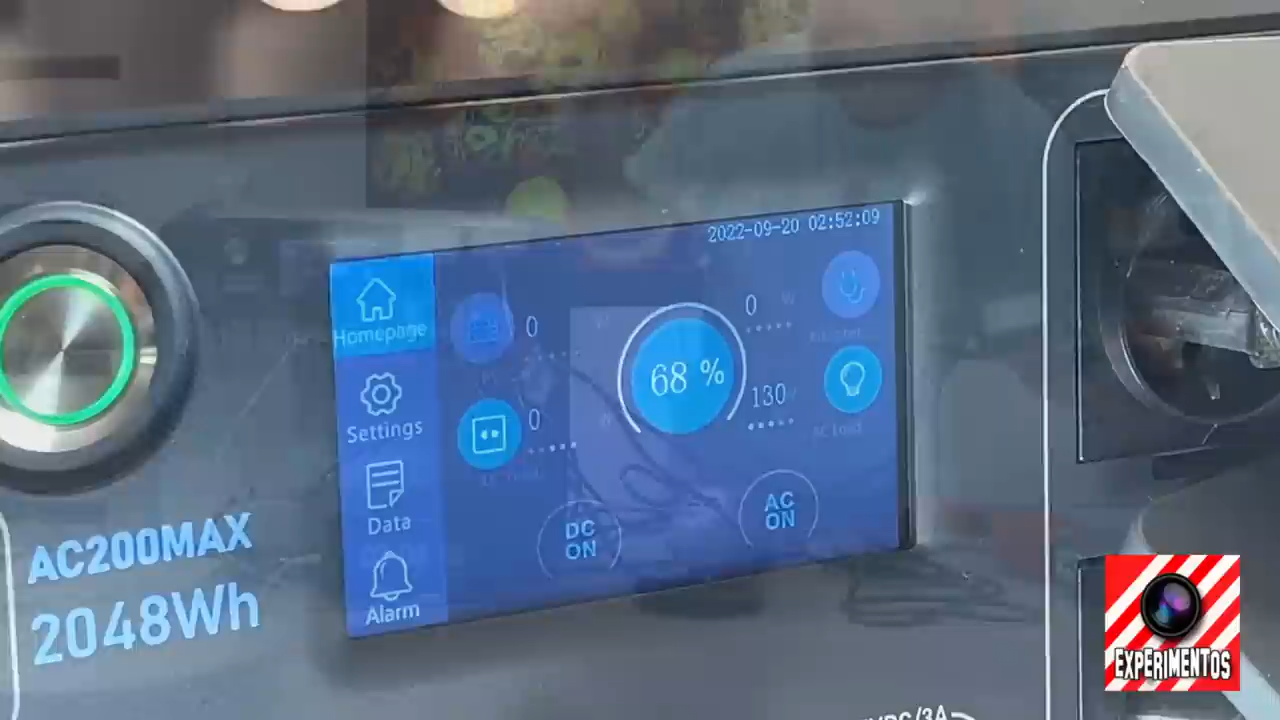 2022-09-20 02:52:09
Homepage
0
0
68 %
130
Settings
0
Data
DC
ON
AC
ON
Alarm
AC200MAX
2048Wh
EXPERIMENTOS